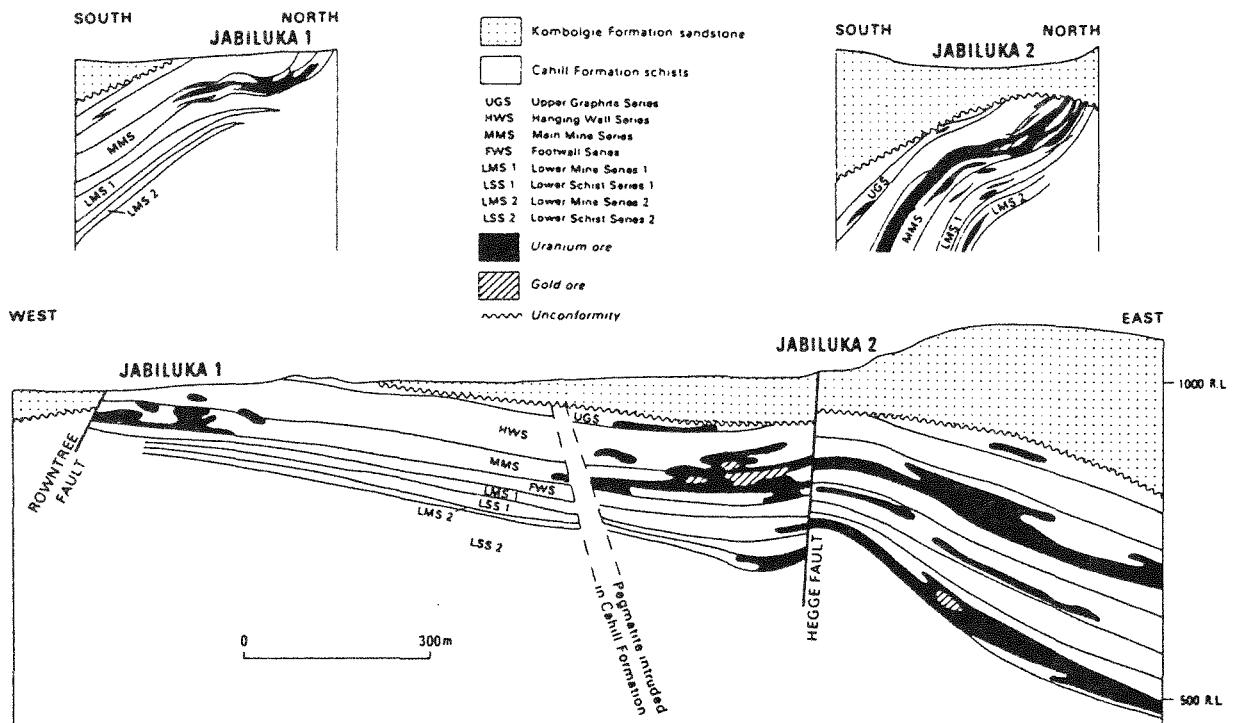 SOUTH NORTH
JABILUKA 1
MMS
LMS 1
LMS 2
Kombolgie Formation sandstone
Cahill Formation schists
UGS Upper Graphite Series
HWS Hanging Wall Series
MMS Main Mine Series
FWS Footwall Series
LMS 1 Lower Mine Series 1
LSS 1 Lower Schist Series 1
LMS 2 Lower Mine Series 2
LSS 2 Lower Schist Series 2
Uranium ore
Gold ore
Unconformity
SOUTH NORTH
JABILUKA 2
UGS
MMS
LMS 1
LMS 2
WEST EAST
JABILUKA 1
JABILUKA 2
1000 R.L.
ROWNTREE
FAULT
UGS
HWS
MMS
FWS
LMS 1
LSS 1
LMS 2
LSS 2
Pegmatite intruded
in Cahill Formation
HEGGE FAULT
0 300m
500 R.L.